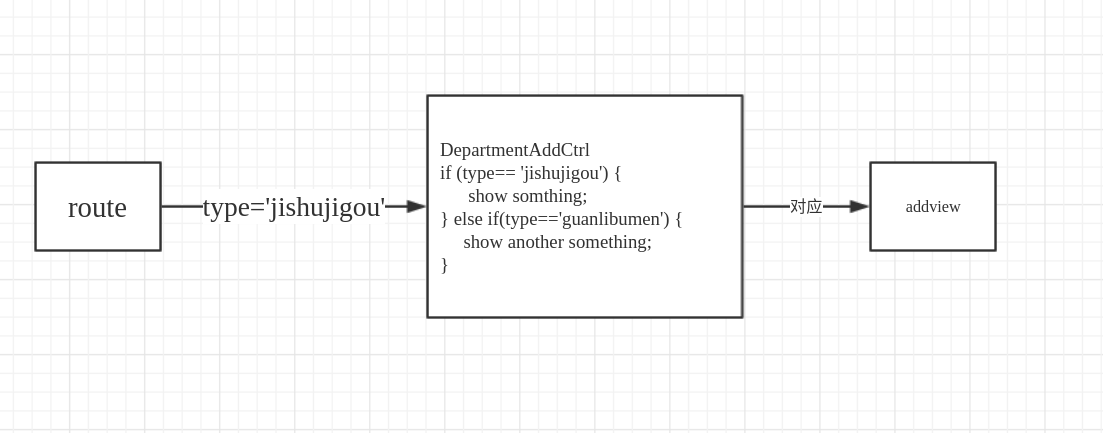 route
type='jishujigou'
DepartmentAddCtrl
if (type== 'jishujigou') {
show somthing;
} else if(type=='guanlibumen') {
show another something;
}
对应
addview